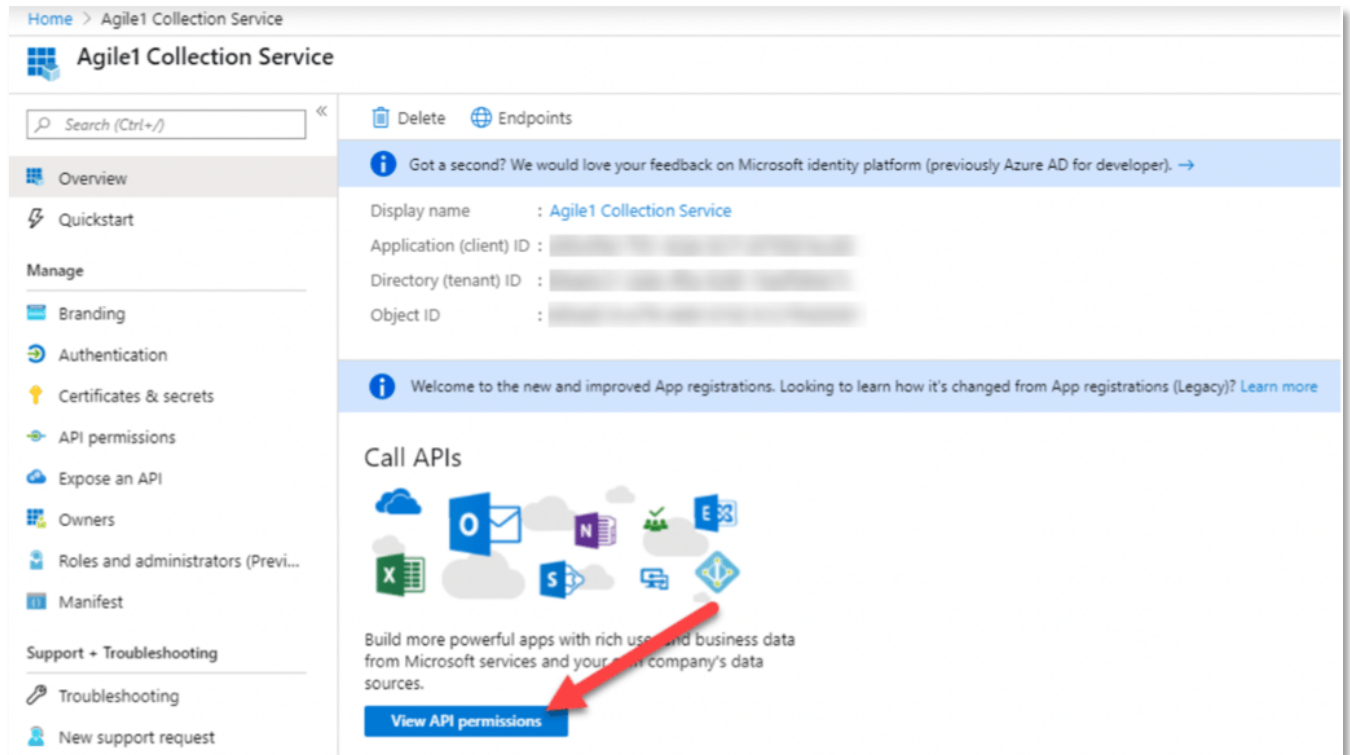 Home > Agile1 Collection Service
Agile1 Collection Service
Search (Ctrl+/)
«
Overview
Quickstart
Manage
Branding
Authentication
Certificates & secrets
API permissions
Expose an API
Owners
Roles and administrators (Previ...
Manifest
Support + Troubleshooting
Troubleshooting
New support request
Delete Endpoints
Got a second? We would love your feedback on Microsoft identity platform (previously Azure AD for developer). →
Display name : Agile1 Collection Service
Application (client) ID :
Directory (tenant) ID :
Object ID :
Welcome to the new and improved App registrations. Looking to learn how it's changed from App registrations (Legacy)? Learn more
Call APIs
O
N
E
X
S
Build more powerful apps with rich and business data
from Microsoft services and your company's data
sources.
View API permissions